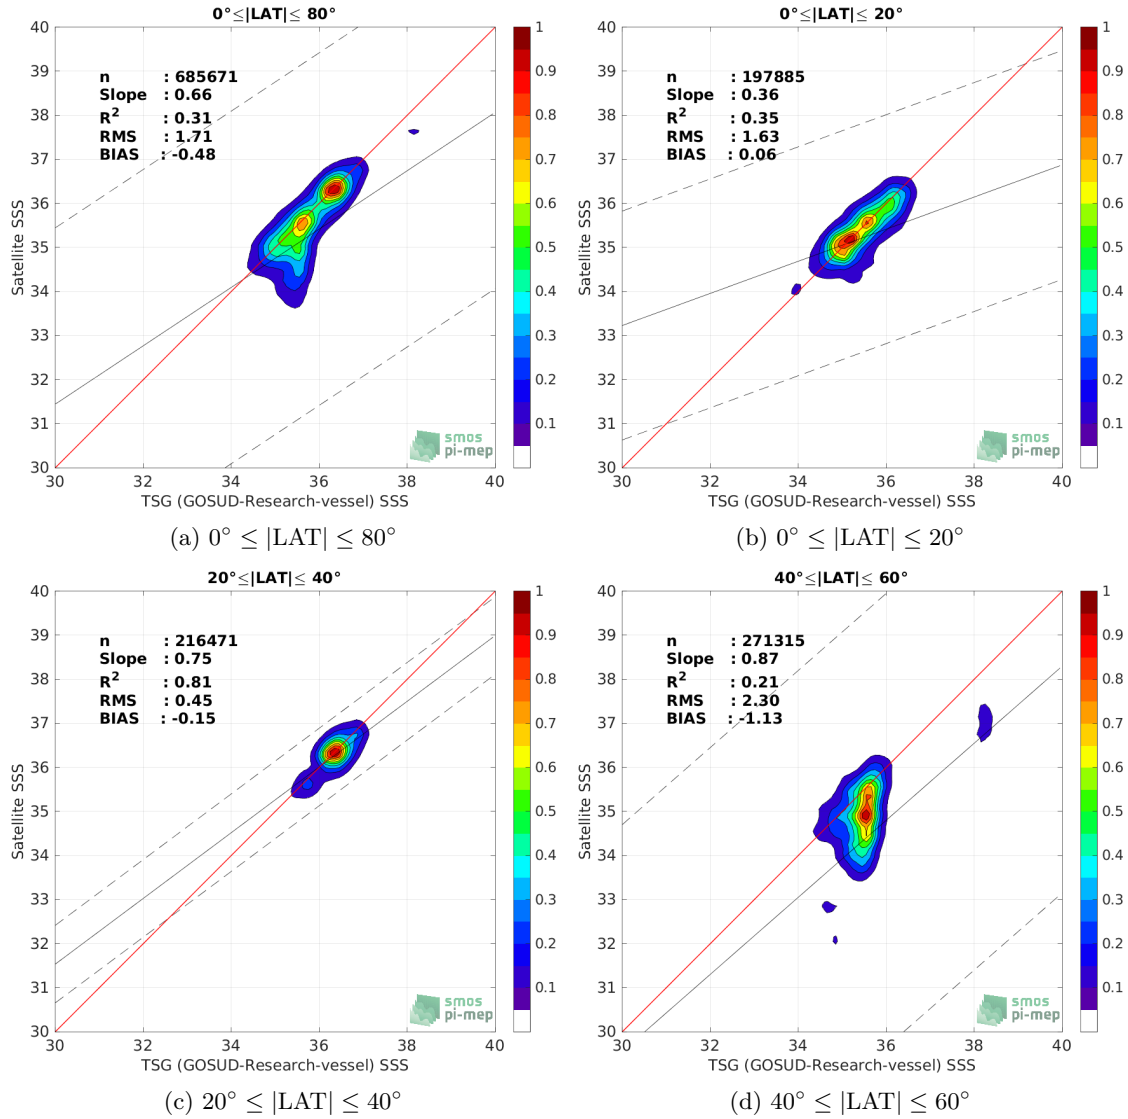 0°≤|LAT|≤ 80°
40
39
38
37
36
35
34
33
32
31
30
Satellite SSS
n : 685671
Slope : 0.66
R² : 0.31
RMS : 1.71
BIAS : -0.48
smos
pi-mep
30 32 34 36 38 40
TSG (GOSUD-Research-vessel) SSS
1
0.9
0.8
0.7
0.6
0.5
0.4
0.3
0.2
0.1
(a) 0° ≤ |LAT| ≤ 80°
0°≤|LAT|≤ 20°
40
39
38
37
36
35
34
33
32
31
30
Satellite SSS
n : 197885
Slope : 0.36
R² : 0.35
RMS : 1.63
BIAS : 0.06
smos
pi-mep
30 32 34 36 38 40
TSG (GOSUD-Research-vessel) SSS
1
0.9
0.8
0.7
0.6
0.5
0.4
0.3
0.2
0.1
(b) 0° ≤ |LAT| ≤ 20°
20°≤|LAT|≤ 40°
40
39
38
37
36
35
34
33
32
31
30
Satellite SSS
n : 216471
Slope : 0.75
R² : 0.81
RMS : 0.45
BIAS : -0.15
smos
pi-mep
30 32 34 36 38 40
TSG (GOSUD-Research-vessel) SSS
1
0.9
0.8
0.7
0.6
0.5
0.4
0.3
0.2
0.1
(c) 20° ≤ |LAT| ≤ 40°
40°≤|LAT|≤ 60°
40
39
38
37
36
35
34
33
32
31
30
Satellite SSS
n : 271315
Slope : 0.87
R² : 0.21
RMS : 2.30
BIAS : -1.13
smos
pi-mep
30 32 34 36 38 40
TSG (GOSUD-Research-vessel) SSS
1
0.9
0.8
0.7
0.6
0.5
0.4
0.3
0.2
0.1
(d) 40° ≤ |LAT| ≤ 60°